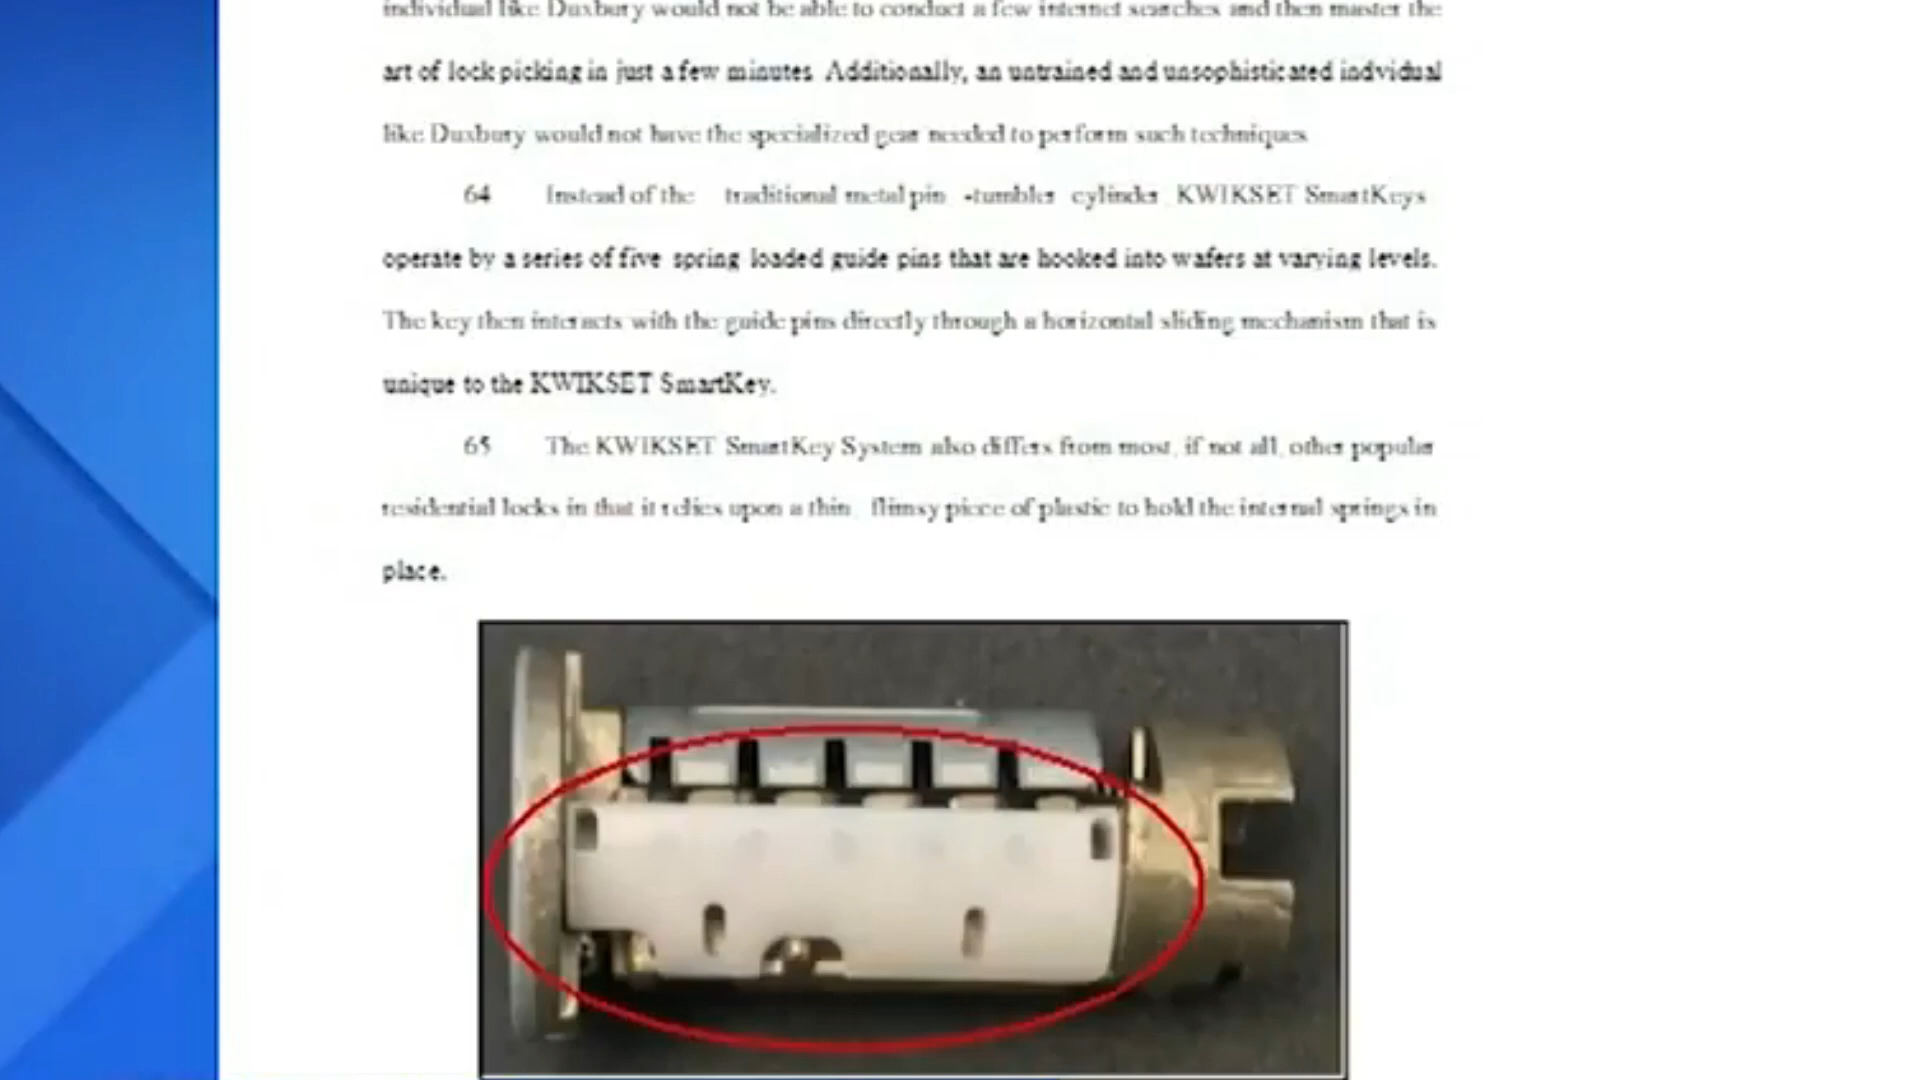 individual like Duxbury would not be able to conduct a few internet searches and then master the
art of lock picking in just a few minutes. Additionally, an untrained and unsophisticated indvidual
like Duxbury would not have the specialized gear needed to perform such techniques.
64 Instead of the traditional metal pin -tumbler cylinder, KWIKSET SmartKeys
operate by a series of five spring loaded guide pins that are hooked into wafers at varying levels.
The key then interacts with the guide pins directly through a horizontal sliding mechanism that is
unique to the KWIKSET SmartKey.
65 The KWIKSET SmartKey System also differs from most, if not all, other popular
residential locks in that it relies upon a thin, flimsy piece of plastic to hold the internal springs in
place.